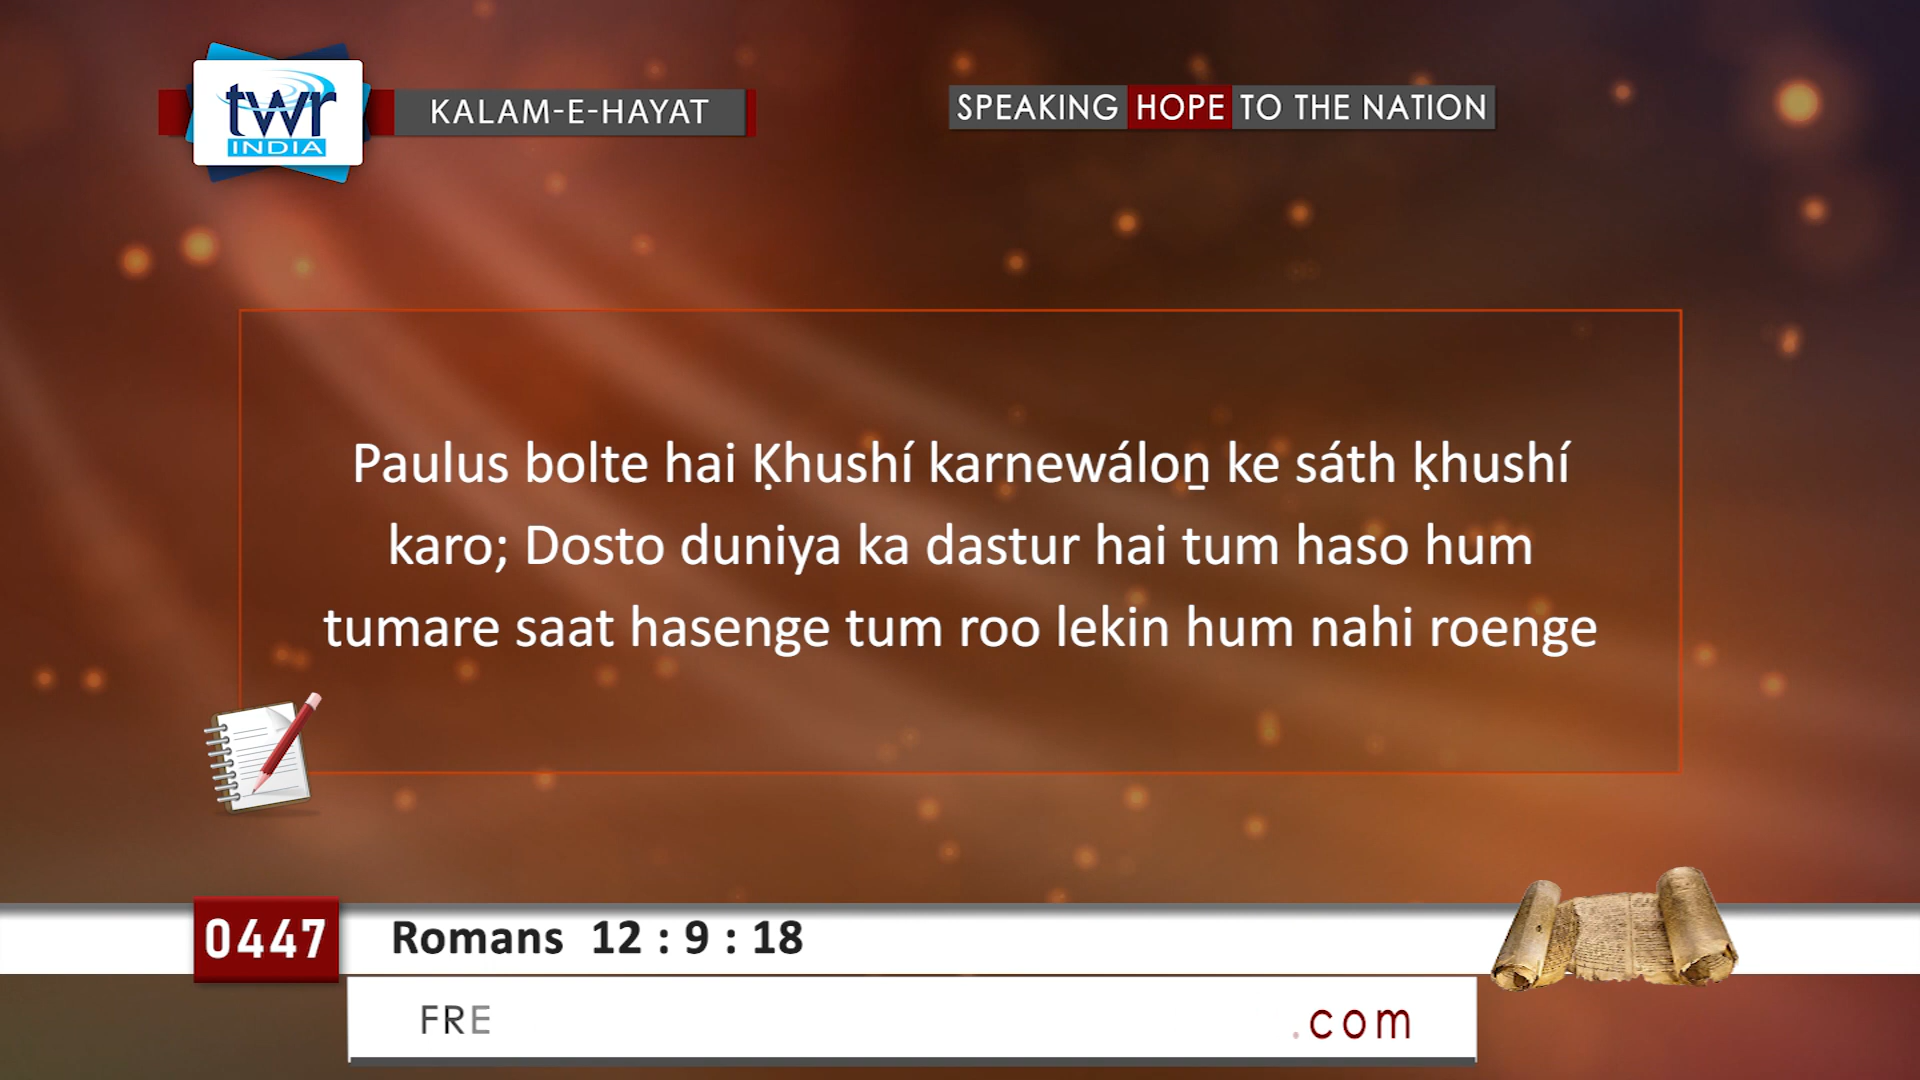 twr
INDIA
KALAM-E-HAYAT
SPEAKING HOPE TO THE NATION
Paulus bolte hai Ḳhushí karnewáloṉ ke sáth ḳhushí
karo; Dosto duniya ka dastur hai tum haso hum
tumare saat hasenge tum roo lekin hum nahi roenge
0447
Romans 12 : 9 : 18
FRE
.com